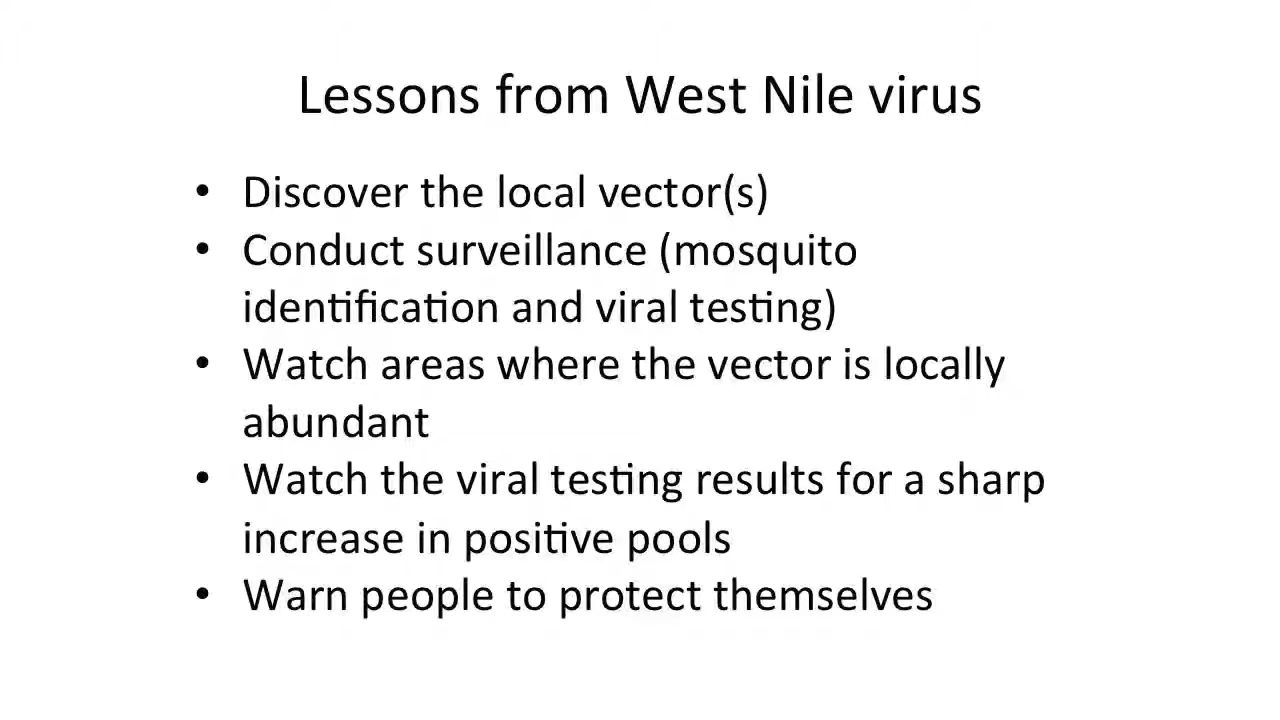 Lessons from West Nile virus
• Discover the local vector(s)
• Conduct surveillance (mosquito
identification and viral testing)
• Watch areas where the vector is locally
abundant
• Watch the viral testing results for a sharp
increase in positive pools
• Warn people to protect themselves